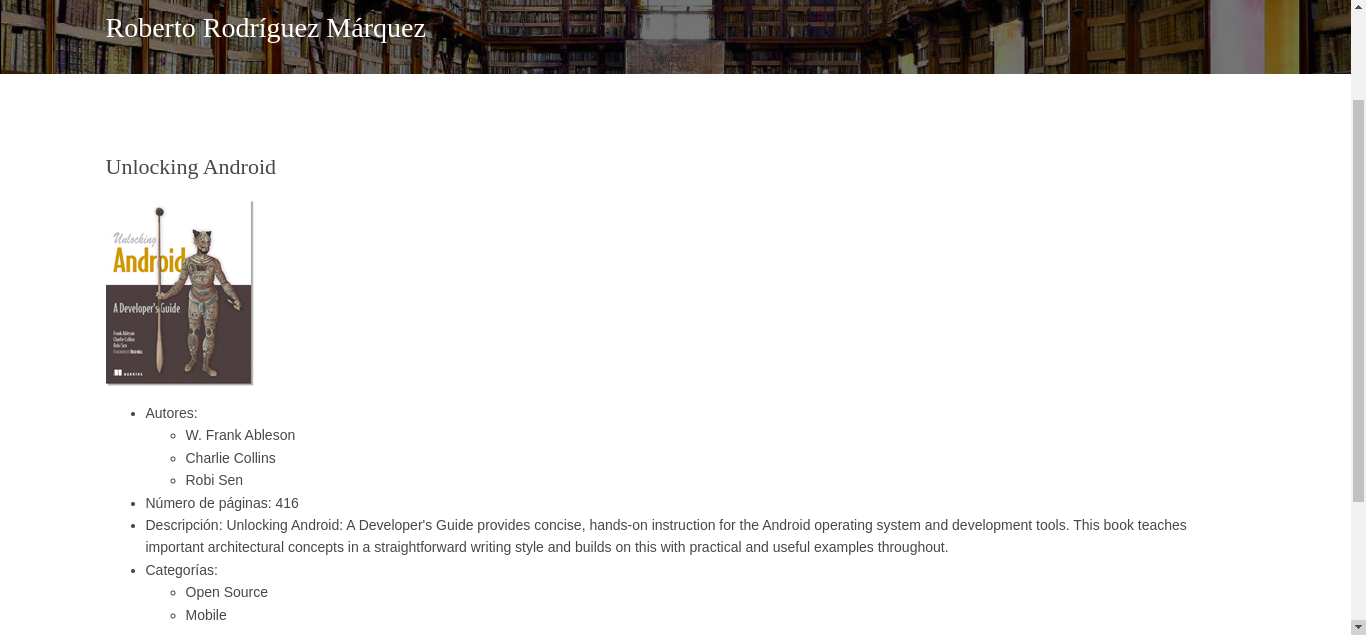 Roberto Rodríguez Márquez
Unlocking Android
Unlocking
Android
A Developer's Guide
Frank Ableson
Charlie Collins
Robi Sen
MANNING
Autores:
W. Frank Ableson
Charlie Collins
Robi Sen
Número de páginas: 416
Descripción: Unlocking Android: A Developer's Guide provides concise, hands-on instruction for the Android operating system and development tools. This book teaches
important architectural concepts in a straightforward writing style and builds on this with practical and useful examples throughout.
Categorías:
Open Source
Mobile